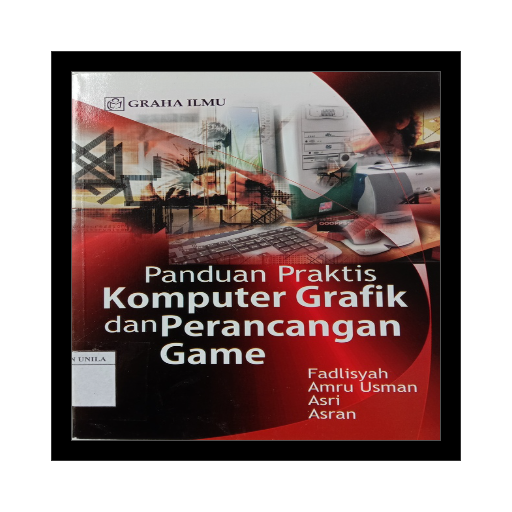 GRAHA ILMU
Panduan Praktis
Komputer Grafik
dan Perancangan
Game
N UNILA
Fadlisyah
Amru Usman
Asri
Asran